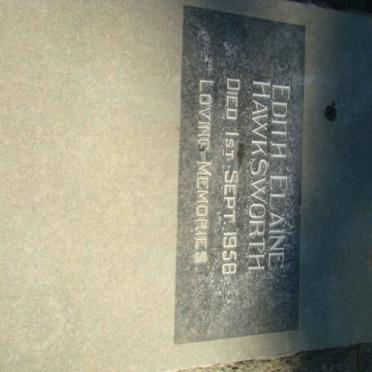 EDITH ELAINE
HAWKSWORTH
DIED 1ST SEPT. 1958
LOVING MEMORIES